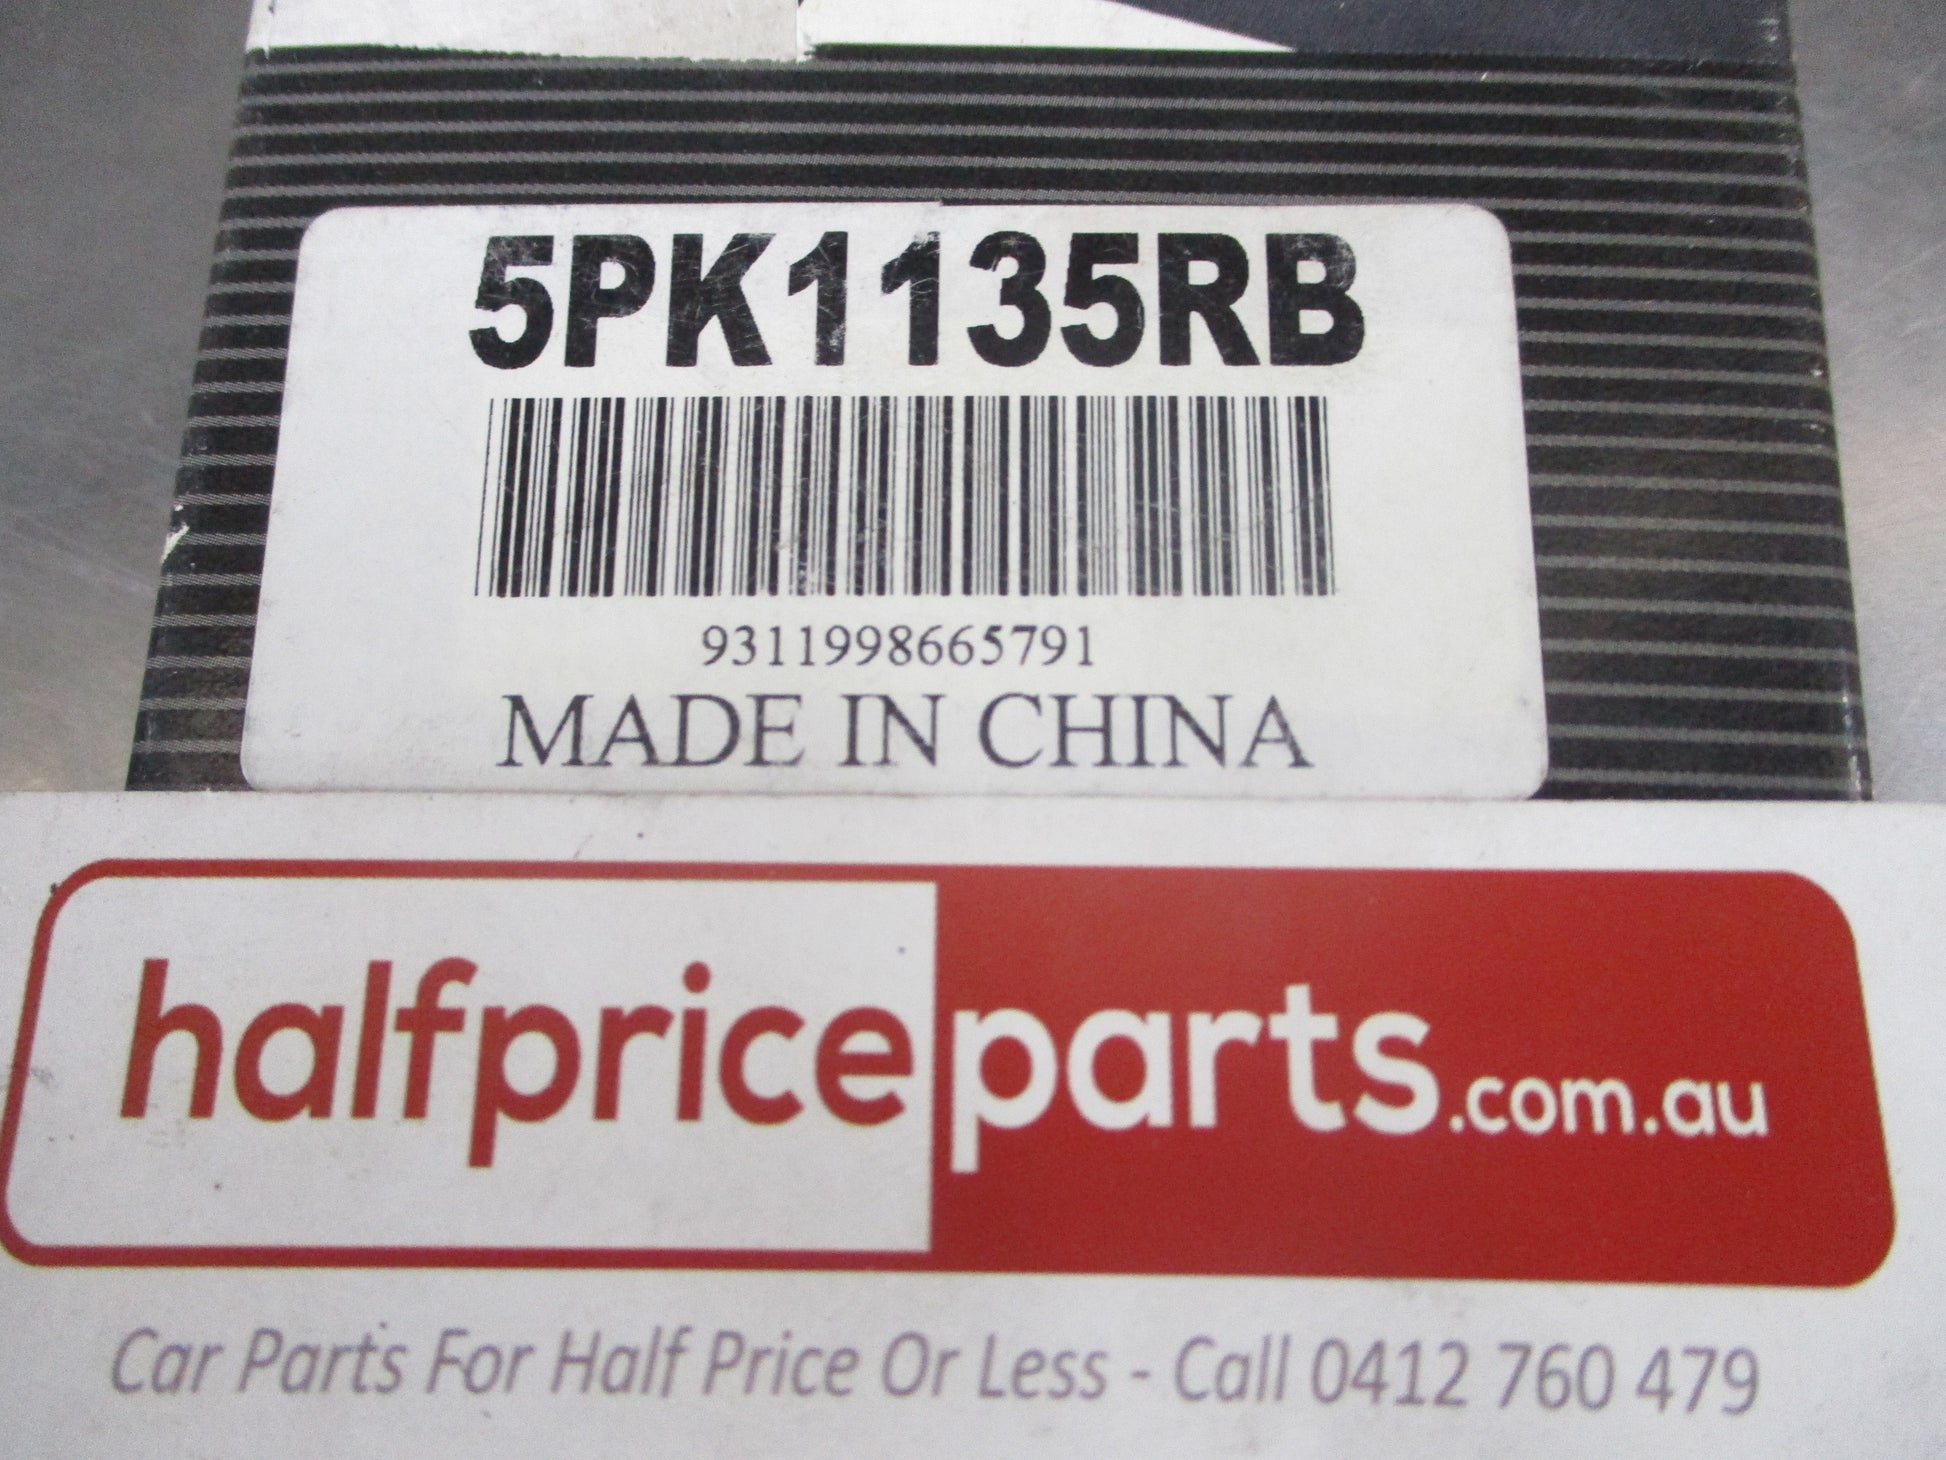 5PK1135RB
9311998665791
MADE IN CHINA
halfpriceparts.com.au
Car Parts For Half Price Or Less - Call 0412 760 479